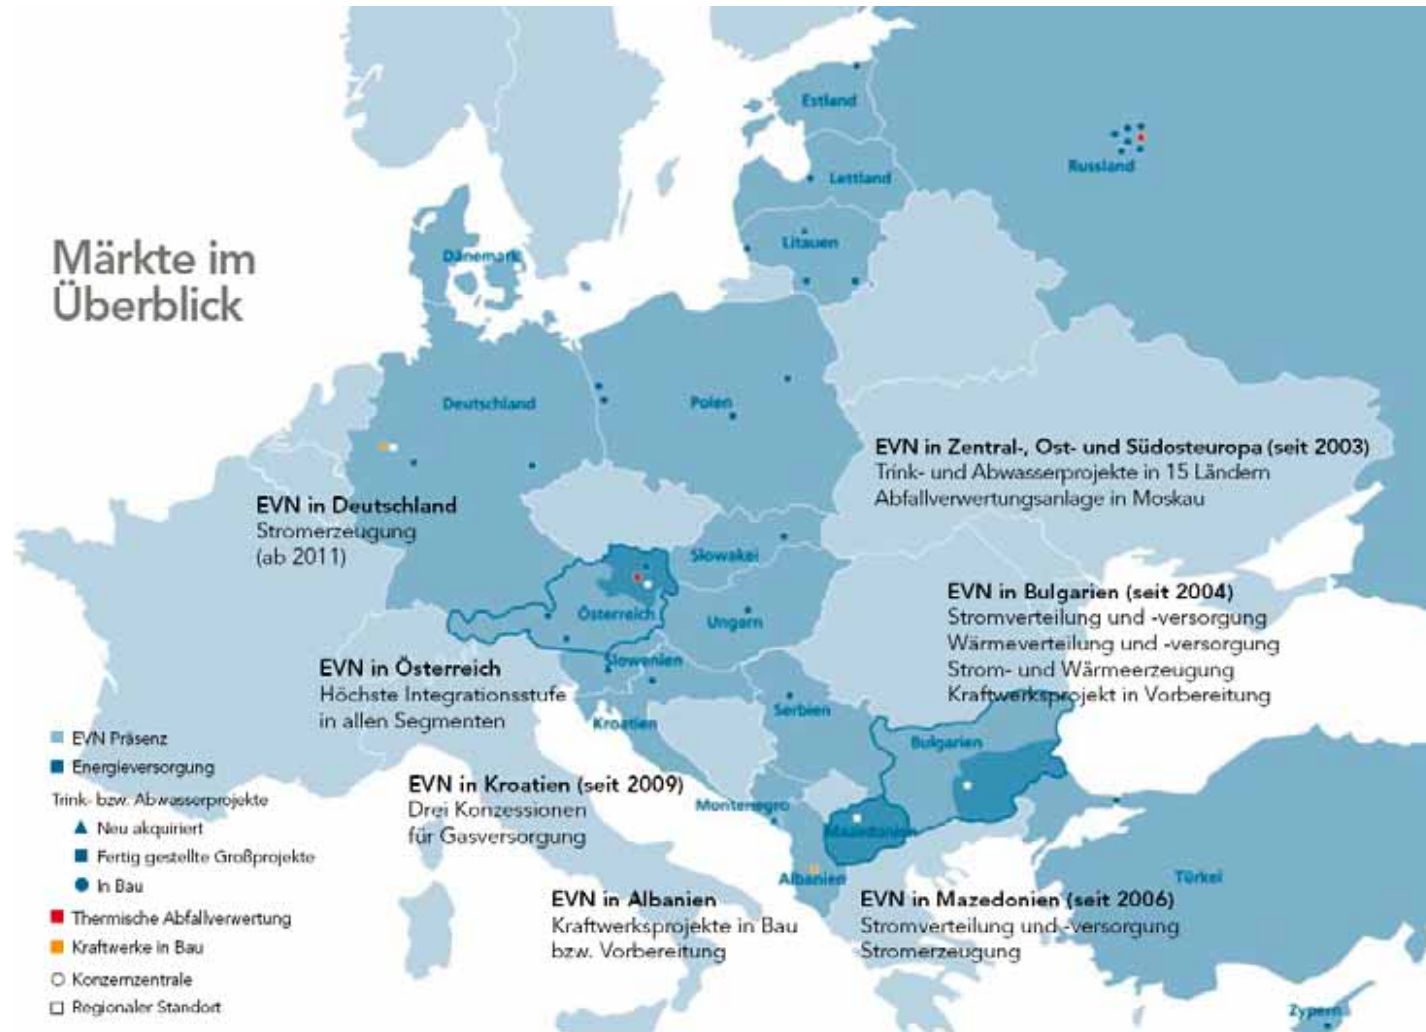 Märkte im
Überblick
Estland
Russland
Lettland
Litauen
Dänemark
Deutschland
Polen
EVN in Zentral-, Ost- und Südosteuropa (seit 2003)
Trink- und Abwasserprojekte in 15 Ländern
Abfallverwertungsanlage in Moskau
EVN in Deutschland
Stromerzeugung
(ab 2011)
Slowakei
Österreich
Ungarn
EVN in Bulgarien (seit 2004)
Stromverteilung und -versorgung
Wärmeverteilung und -versorgung
Strom- und Wärmeerzeugung
Kraftwerksprojekt in Vorbereitung
EVN in Österreich
Höchste Integrationsstufe
in allen Segmenten
Slowenien
Kroatien
Serbien
Bulgarien
EVN Präsenz
Energieversorgung
Trink- bzw. Abwasserprojekte
Neu akquiriert
Fertig gestellte Großprojekte
In Bau
Thermische Abfallverwertung
Kraftwerke in Bau
Konzernzentrale
Regionaler Standort
EVN in Kroatien (seit 2009)
Drei Konzessionen
für Gasversorgung
Montenegro
Mazedonien
Albanien
Türkei
EVN in Albanien
Kraftwerksprojekte in Bau
bzw. Vorbereitung
EVN in Mazedonien (seit 2006)
Stromverteilung und -versorgung
Stromerzeugung
Zypern